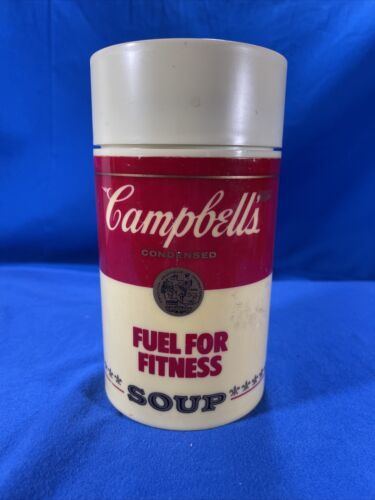 Campbell's
CONDENSED
FUEL FOR
FITNESS
SOUP